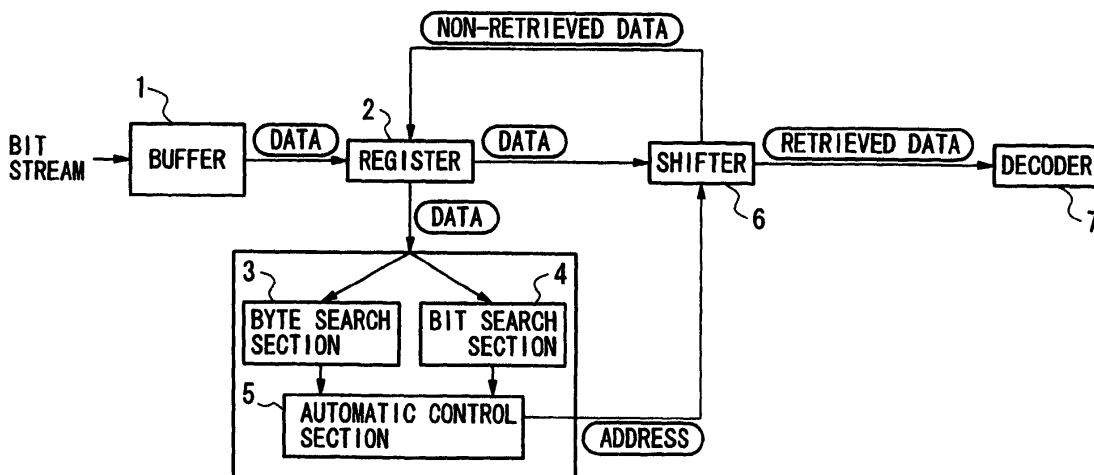 NON-RETRIEVED DATA
1
2
BIT
STREAM
BUFFER
DATA
REGISTER
DATA
SHIFTER
RETRIEVED DATA
DECODER
6
7
DATA
3
4
BYTE SEARCH
SECTION
BIT SEARCH
SECTION
5
AUTOMATIC CONTROL
SECTION
ADDRESS